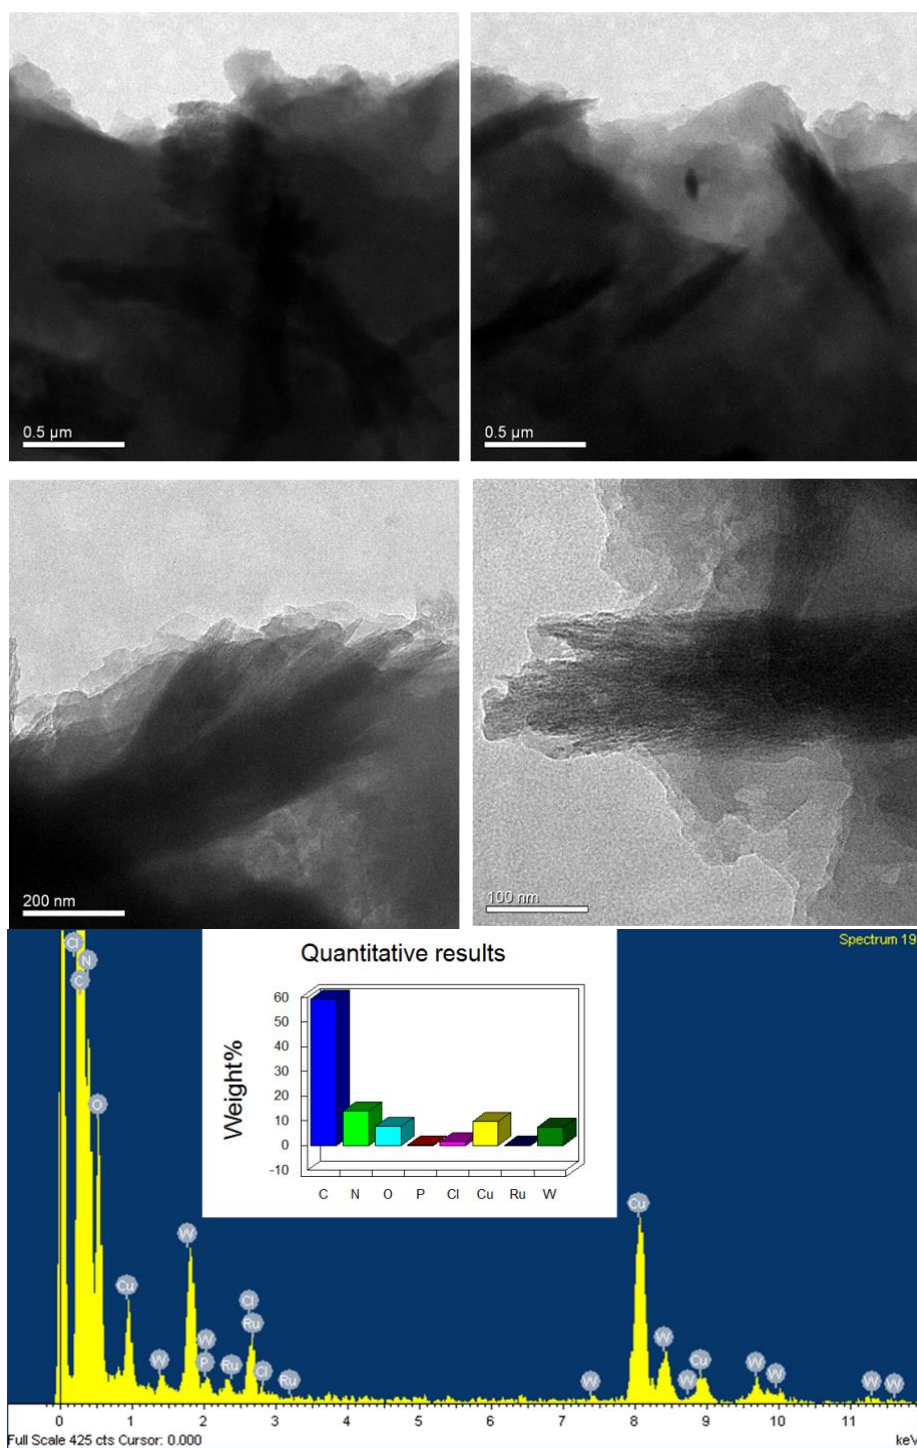 0.5 µm
0.5 µm
200 nm
100 nm
Spectrum 19
Quantitative results
Weight%
60
50
40
30
20
10
0
-10
C N O P Cl Cu Ru W
Cl
N
C
O
Cu
W
W
W
P
Ru
Cl
Ru
Cl
Ru
W
Cu
W
W
Cu
W
W
W
W
0 1 2 3 4 5 6 7 8 9 10 11
Full Scale 425 cts Cursor: 0.000
keV